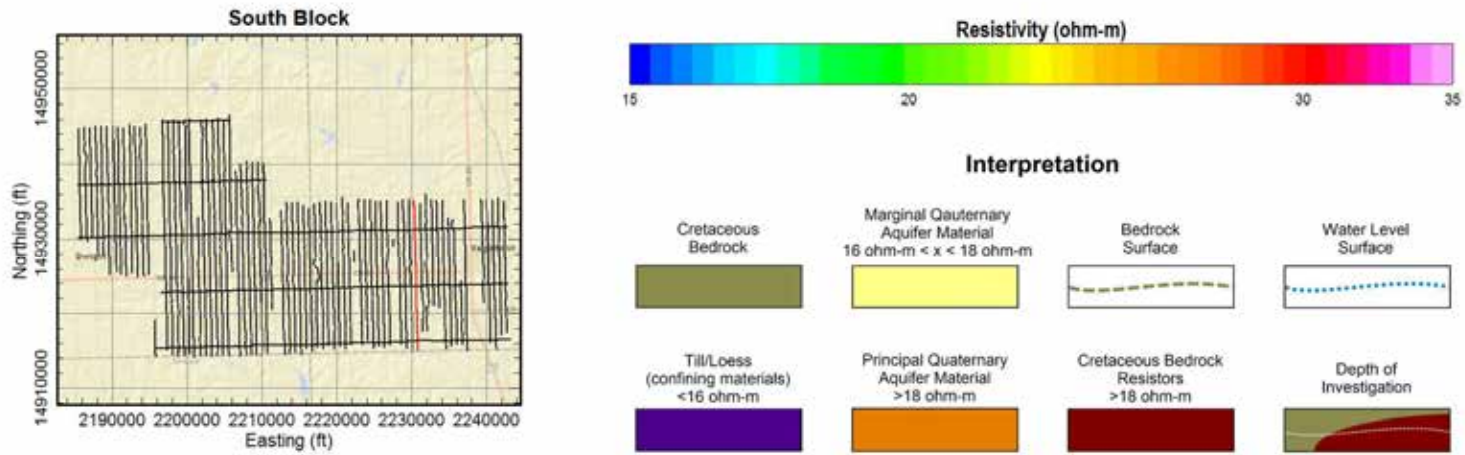 South Block
14950000
14930000
14910000
Northing (ft)
2190000 2200000 2210000 2220000 2230000 2240000
Easting (ft)
Resistivity (ohm-m)
15 20 30 35
Interpretation
Cretaceous
Bedrock
Marginal Qauternary
Aquifer Material
16 ohm-m < x < 18 ohm-m
Bedrock
Surface
Water Level
Surface
Till/Loess
(confining materials)
<16 ohm-m
Principal Quaternary
Aquifer Material
>18 ohm-m
Cretaceous Bedrock
Resistors
>18 ohm-m
Depth of
Investigation